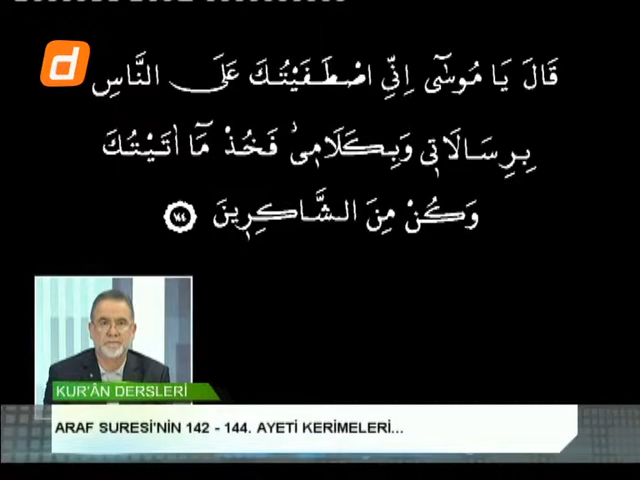 d
قَالَ يَا مُوسٰٓى اِنِّي اصْطَفَيْتُكَ عَلَى النَّاسِ
بِرِسَالَاتٖي وَبِكَلَامٖيۘ فَخُذْ مَٓا اٰتَيْتُكَ
وَكُنْ مِنَ الشَّاكِرٖينَ ١٤٤
KUR'ÂN DERSLERİ
ARAF SURESİ'NİN 142 - 144. AYETİ KERİMELERİ...